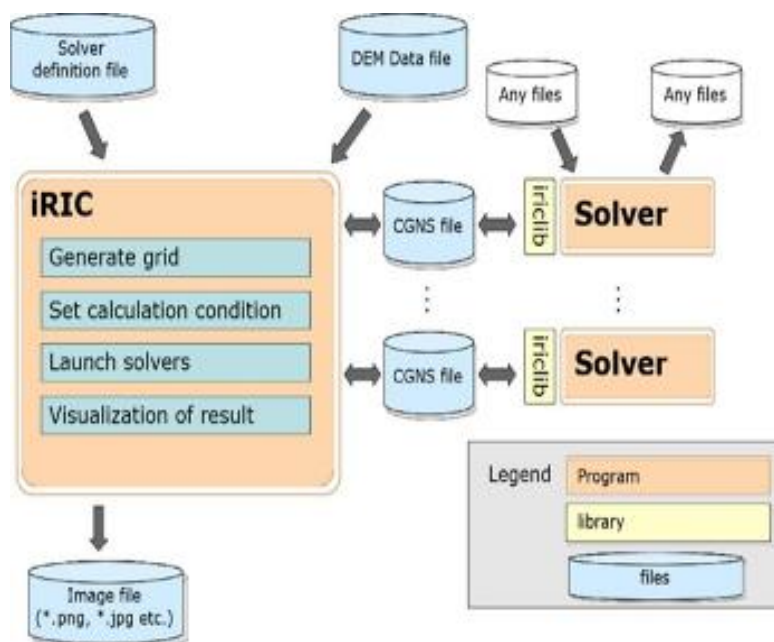 Solver
definition file
DEM Data file
Any files
Any files
iRIC
Generate grid
Set calculation condition
Launch solvers
Visualization of result
CGNS file
iriclib
Solver
CGNS file
iriclib
Solver
Legend
Program
library
files
Image file
(*.png, *.jpg etc.)